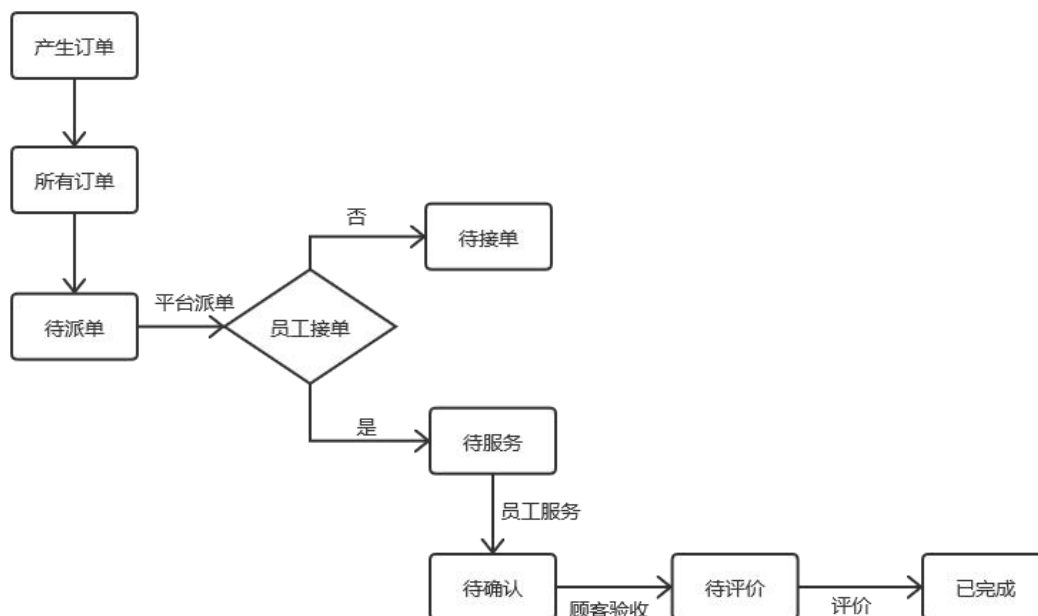 产生订单
所有订单
否
待接单
平台派单
待派单
员工接单
是
待服务
员工服务
待确认
顾客验收
待评价
评价
已完成